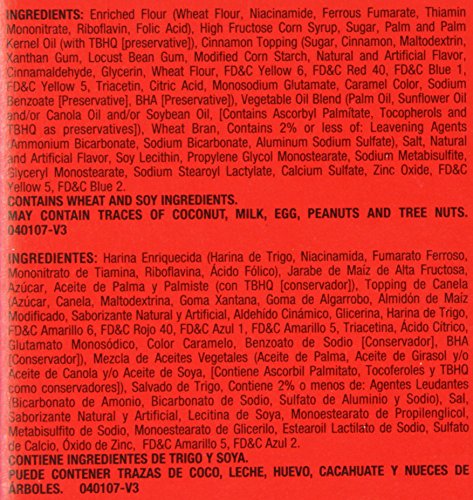 INGREDIENTS: Enriched Flour (Wheat Flour, Niacinamide, Ferrous Fumarate, Thiamin
Mononitrate, Riboflavin, Folic Acid), High Fructose Corn Syrup, Sugar, Palm and Palm
Kernel Oil (with TBHQ [preservative]), Cinnamon Topping (Sugar, Cinnamon, Maltodextrin,
Xanthan Gum, Locust Bean Gum, Modified Corn Starch, Natural and Artificial Flavor,
Cinnamaldehyde, Glycerin, Wheat Flour, FD&C Yellow 6, FD&C Red 40, FD&C Blue 1,
FD&C Yellow 5, Triacetin, Citric Acid, Monosodium Glutamate, Caramel Color, Sodium
Benzoate [Preservative], BHA [Preservative]), Vegetable Oil Blend (Palm Oil, Sunflower Oil
and/or Canola Oil and/or Soybean Oil, [Contains Ascorbyl Palmitate, Tocopherols and
TBHQ as preservatives]), Wheat Bran, Contains 2% or less of: Leavening Agents
(Ammonium Bicarbonate, Sodium Bicarbonate, Aluminum Sodium Sulfate), Salt, Natural
and Artificial Flavor, Soy Lecithin, Propylene Glycol Monostearate, Sodium Metabisulfite,
Glyceryl Monostearate, Sodium Stearoyl Lactylate, Calcium Sulfate, Zinc Oxide, FD&C
Yellow 5, FD&C Blue 2.
CONTAINS WHEAT AND SOY INGREDIENTS.
MAY CONTAIN TRACES OF COCONUT, MILK, EGG, PEANUTS AND TREE NUTS.
040107-V3
INGREDIENTES: Harina Enriquecida (Harina de Trigo, Niacinamida, Fumarato Ferroso,
Mononitrato de Tiamina, Riboflavina, Ácido Fólico), Jarabe de Maíz de Alta Fructosa,
Azúcar, Aceite de Palma y Palmiste (con TBHQ [conservador]), Topping de Canela
(Azúcar, Canela, Maltodextrina, Goma Xantana, Goma de Algarrobo, Almidón de Maíz
Modificado, Saborizante Natural y Artificial, Aldehído Cinámico, Glicerina, Harina de Trigo,
FD&C Amarillo 6, FD&C Rojo 40, FD&C Azul 1, FD&C Amarillo 5, Triacetina, Ácido Cítrico,
Glutamato Monosódico, Color Caramelo, Benzoato de Sodio [Conservador], BHA
[Conservador]), Mezcla de Aceites Vegetales (Aceite de Palma, Aceite de Girasol y/o
Aceite de Canola y/o Aceite de Soya, [Contiene Ascorbil Palmitato, Tocoferoles y TBHQ
como conservadores]), Salvado de Trigo, Contiene 2% o menos de: Agentes Leudantes
(Bicarbonato de Amonio, Bicarbonato de Sodio, Sulfato de Aluminio y Sodio), Sal,
Saborizante Natural y Artificial, Lecitina de Soya, Monoestearato de Propilenglicol,
Metabisulfito de Sodio, Monoestearato de Glicerilo, Estearoil Lactilato de Sodio, Sulfato
de Calcio, Óxido de Zinc, FD&C Amarillo 5, FD&C Azul 2.
CONTIENE INGREDIENTES DE TRIGO Y SOYA.
PUEDE CONTENER TRAZAS DE COCO, LECHE, HUEVO, CACAHUATE Y NUECES DE
ÁRBOLES. 040107-V3